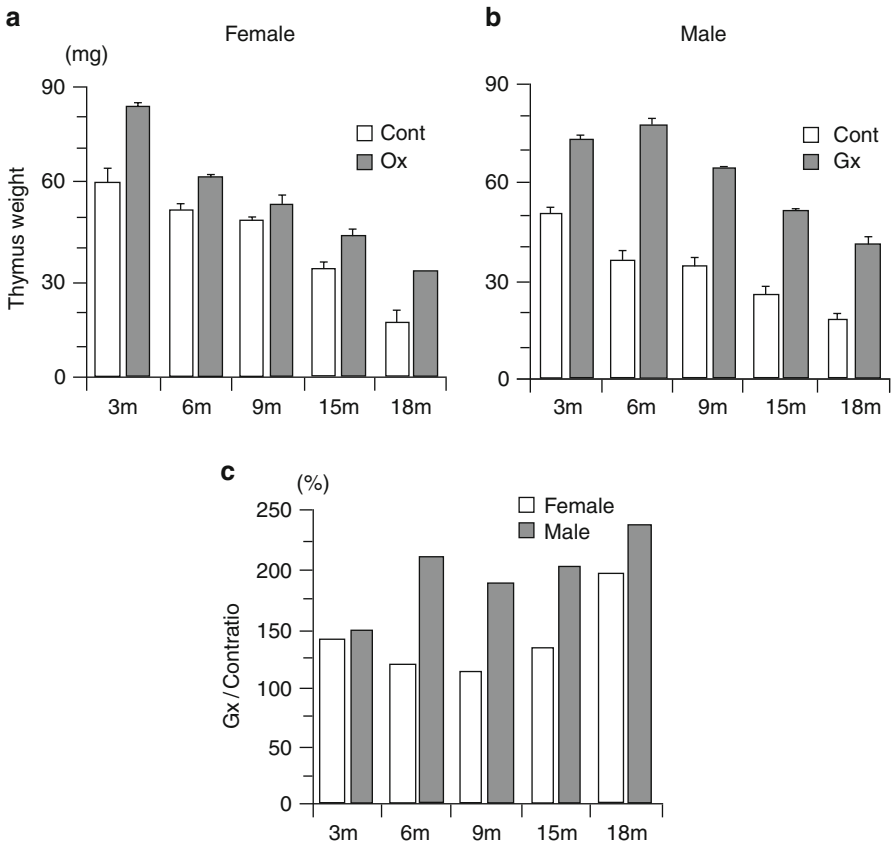 a
Female
(mg)
90
60
30
0
Thymus weight
Cont
Ox
3m 6m 9m 15m 18m
b
Male
90
60
30
0
Cont
Gx
3m 6m 9m 15m 18m
c
(%)
250
200
150
100
50
0
Gx / Contratio
Female
Male
3m 6m 9m 15m 18m